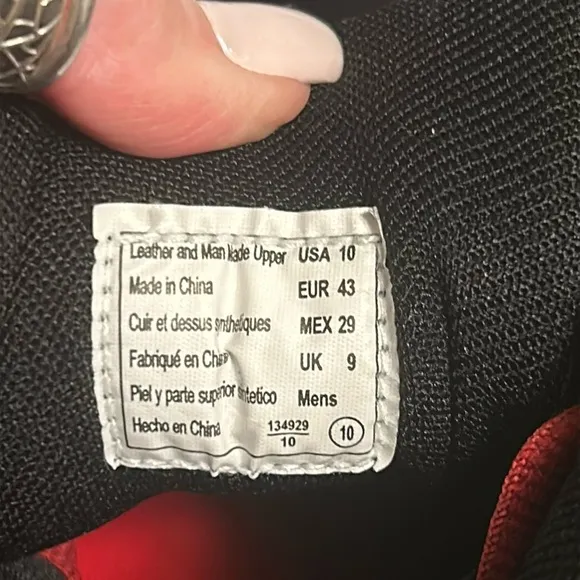 Leather and Man Made Upper USA 10
Made in China EUR 43
Cuir et dessus synthetiques MEX 29
Fabriqué en Chine UK 9
Piel y parte superior sintetico Mens
Hecho en China 134929
10 10